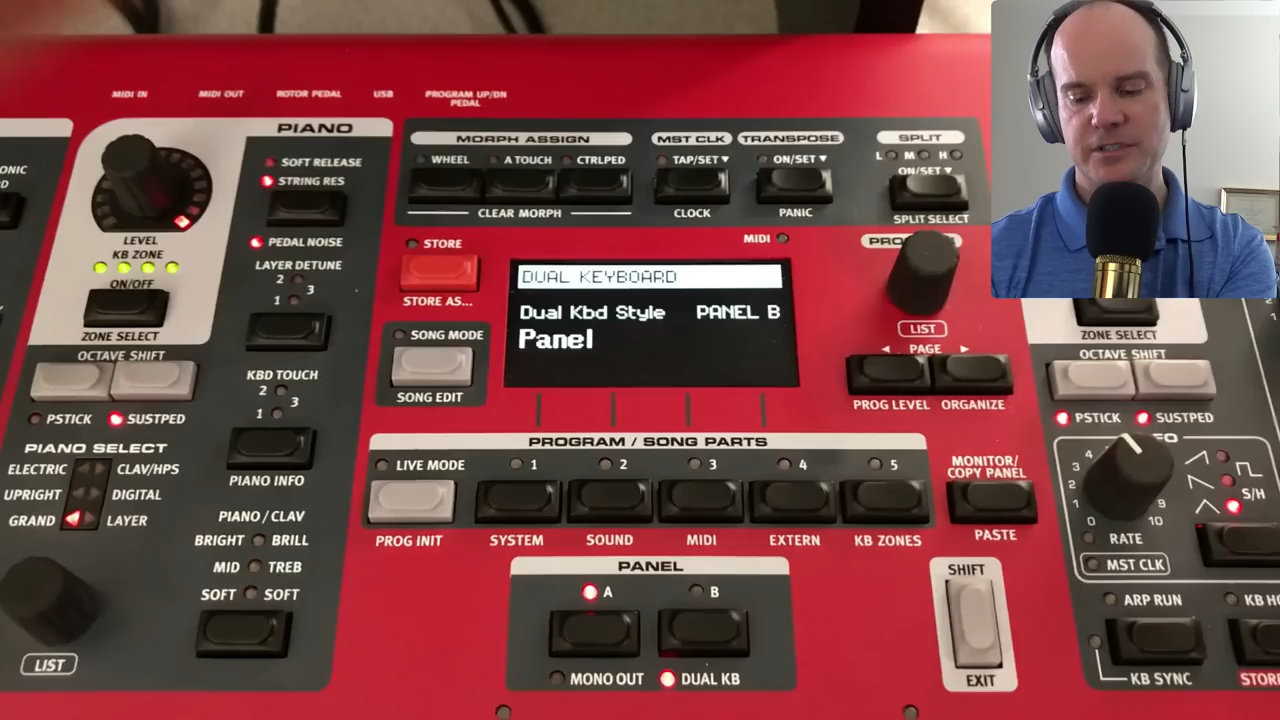 MIDI IN
MIDI OUT
ROTOR PEDAL
USB
PROGRAM UP/DN
PEDAL
PIANO
SOFT RELEASE
STRING RES
PEDAL NOISE
LAYER DETUNE
2
3
1
KBD TOUCH
2
3
1
PIANO INFO
PIANO / CLAV
BRIGHT
BRILL
MID
TREB
SOFT
SOFT
LEVEL
KB ZONE
ON/OFF
ZONE SELECT
OCTAVE SHIFT
PSTICK
SUSTPED
PIANO SELECT
ELECTRIC
CLAV/HPS
UPRIGHT
DIGITAL
GRAND
LAYER
LIST
MORPH ASSIGN
WHEEL
A TOUCH
CTRLPED
CLEAR MORPH
MST CLK
TAP/SET ▼
CLOCK
TRANSPOSE
ON/SET ▼
PANIC
SPLIT
L M H
ON/SET ▼
SPLIT SELECT
STORE
STORE AS...
SONG MODE
SONG EDIT
MIDI
DUAL KEYBOARD
Dual Kbd Style PANEL B
Panel
LIST
◄ PAGE ►
PROG LEVEL
ORGANIZE
PROGRAM / SONG PARTS
LIVE MODE
1
2
3
4
5
PROG INIT
SYSTEM
SOUND
MIDI
EXTERN
KB ZONES
MONITOR/
COPY PANEL
PASTE
PANEL
A
B
MONO OUT
DUAL KB
SHIFT
EXIT
ZONE SELECT
OCTAVE SHIFT
PSTICK
SUSTPED
4
3
2
1
0
9
10
S/H
RATE
MST CLK
ARP RUN
KB SYNC